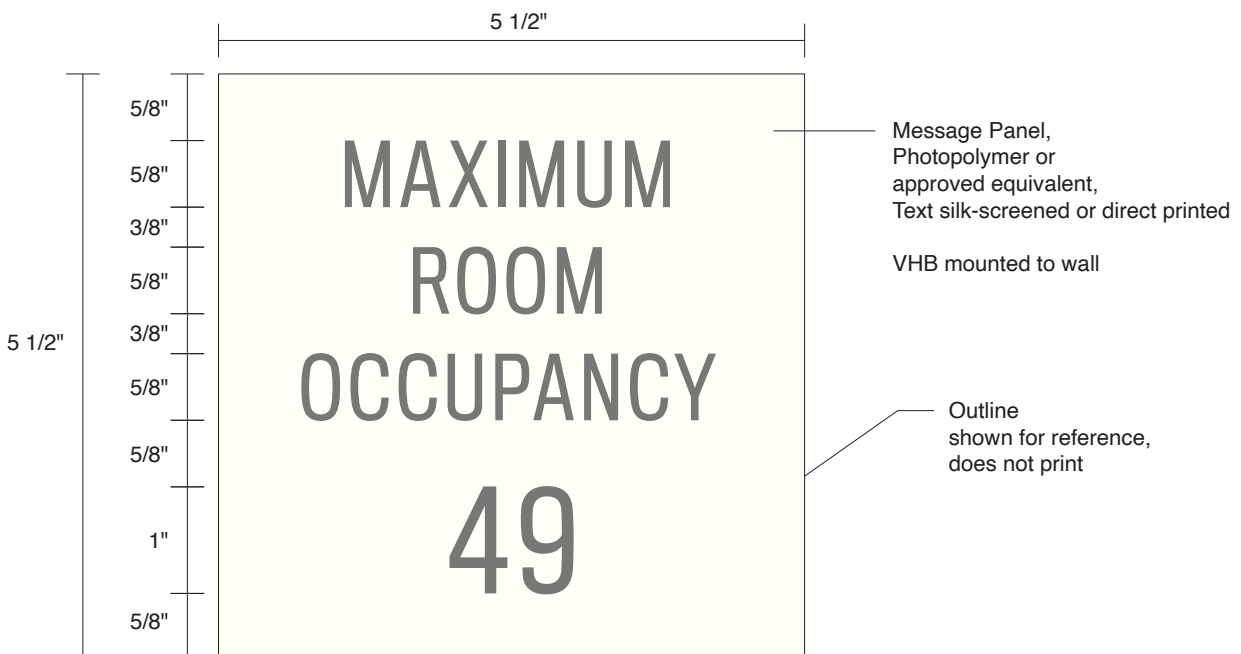 5 1/2"
5/8"
5/8"
3/8"
5/8"
5 1/2"
3/8"
5/8"
5/8"
1"
5/8"
MAXIMUM
ROOM
OCCUPANCY
49
Message Panel,
Photopolymer or
approved equivalent,
Text silk-screened or direct printed
VHB mounted to wall
Outline
shown for reference,
does not print